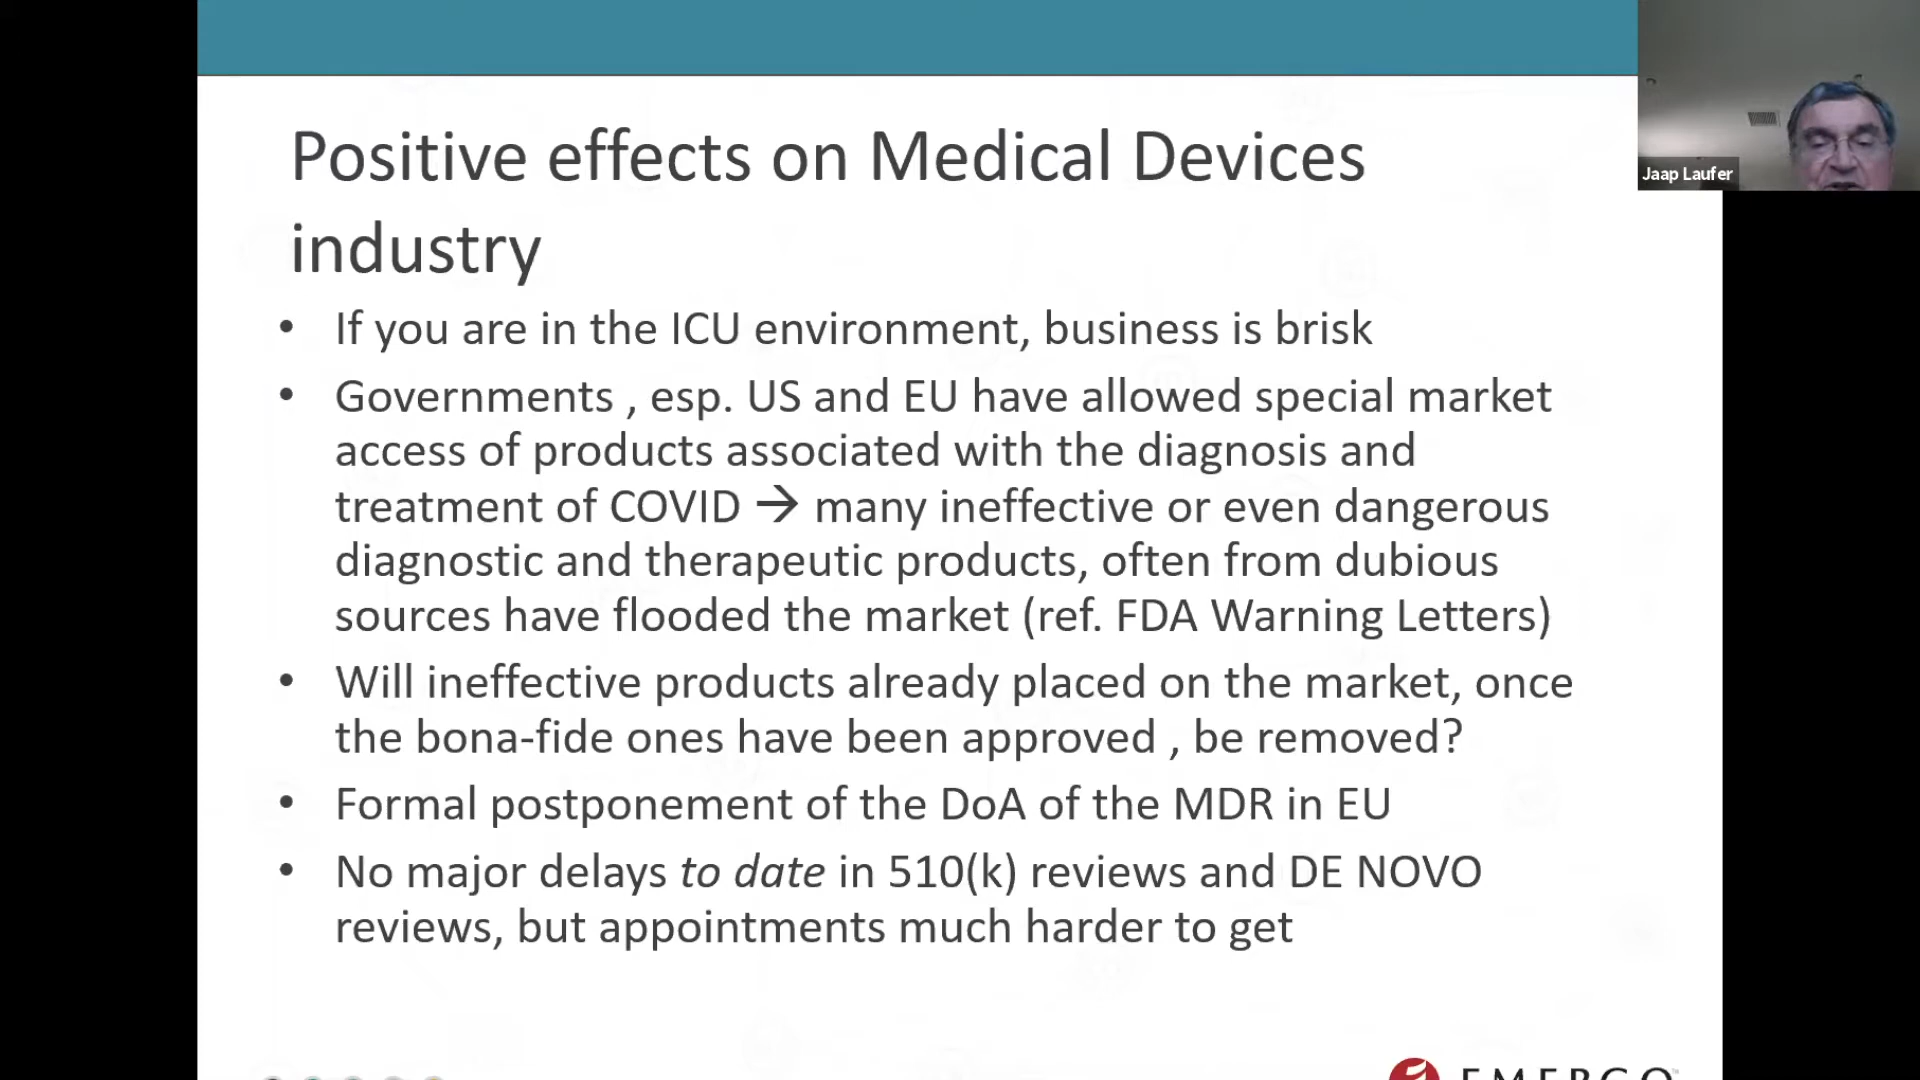 Positive effects on Medical Devices
industry
• If you are in the ICU environment, business is brisk
• Governments , esp. US and EU have allowed special market
access of products associated with the diagnosis and
treatment of COVID → many ineffective or even dangerous
diagnostic and therapeutic products, often from dubious
sources have flooded the market (ref. FDA Warning Letters)
• Will ineffective products already placed on the market, once
the bona-fide ones have been approved , be removed?
• Formal postponement of the DoA of the MDR in EU
• No major delays to date in 510(k) reviews and DE NOVO
reviews, but appointments much harder to get
Jaap Laufer
EMERGO